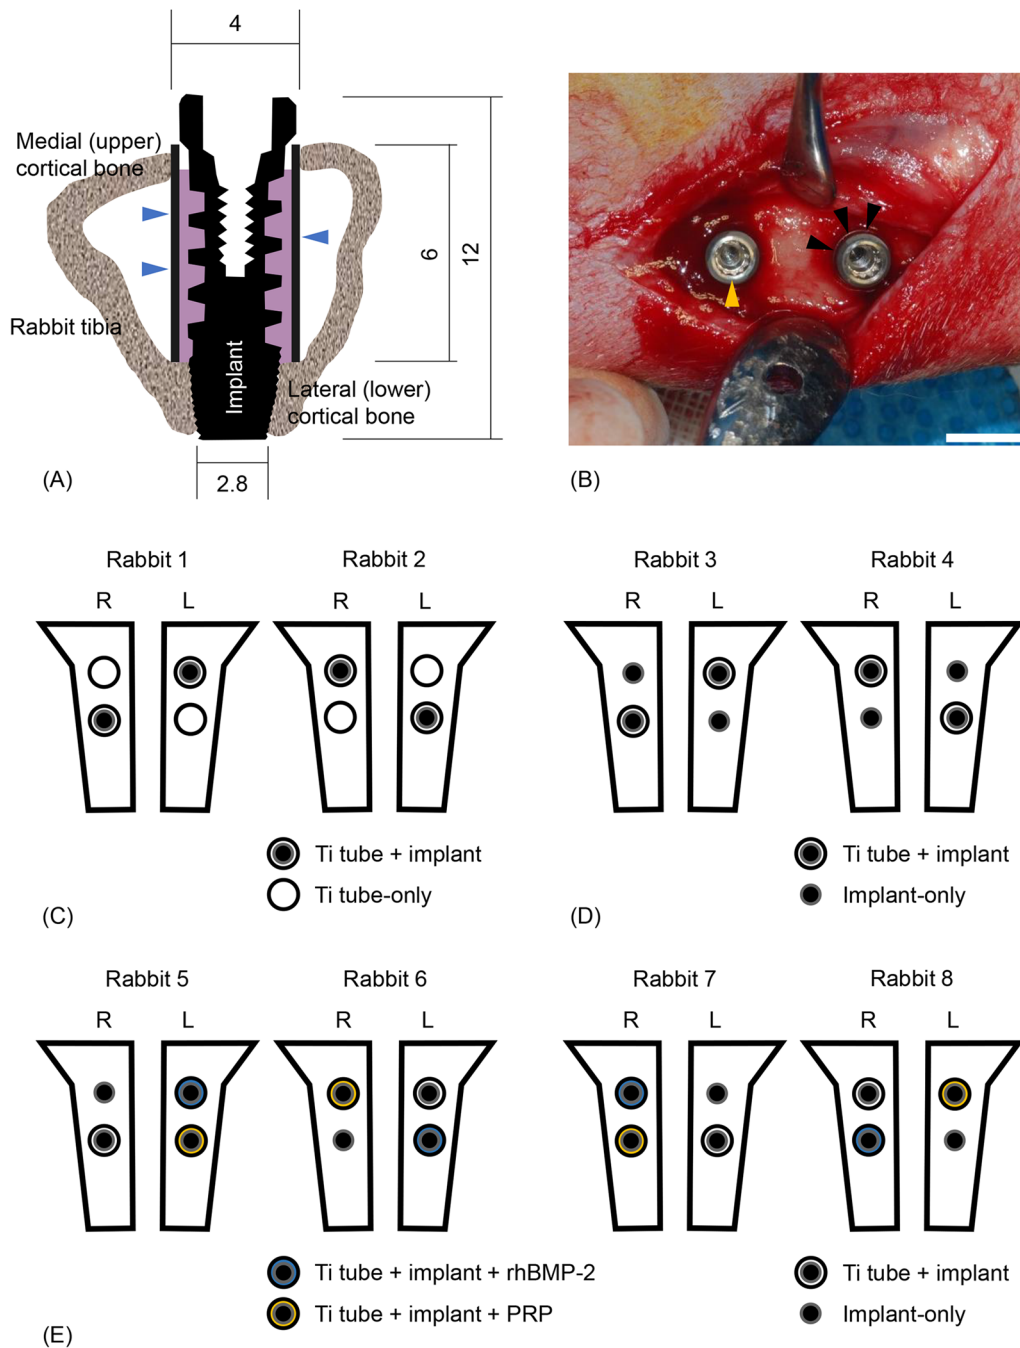 4
Medial (upper)
cortical bone
6
12
Rabbit tibia
Implant
Lateral (lower)
cortical bone
2.8
(A)
(B)
Rabbit 1
Rabbit 2
R
L
R
L
Ti tube + implant
Ti tube-only
(C)
Rabbit 3
Rabbit 4
R
L
R
L
Ti tube + implant
Implant-only
(D)
Rabbit 5
Rabbit 6
Rabbit 7
Rabbit 8
R
L
R
L
R
L
R
L
Ti tube + implant + rhBMP-2
Ti tube + implant + PRP
Ti tube + implant
Implant-only
(E)